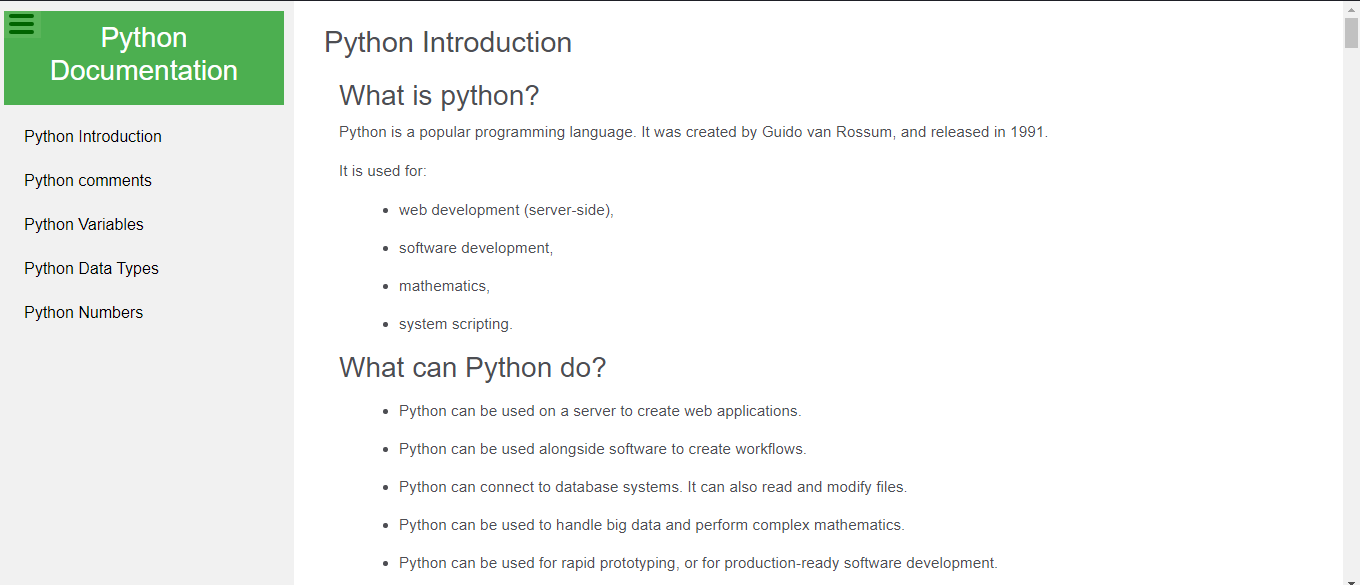 Python
Documentation
Python Introduction
Python comments
Python Variables
Python Data Types
Python Numbers
Python Introduction
What is python?
Python is a popular programming language. It was created by Guido van Rossum, and released in 1991.
It is used for:
web development (server-side),
software development,
mathematics,
system scripting.
What can Python do?
Python can be used on a server to create web applications.
Python can be used alongside software to create workflows.
Python can connect to database systems. It can also read and modify files.
Python can be used to handle big data and perform complex mathematics.
Python can be used for rapid prototyping, or for production-ready software development.